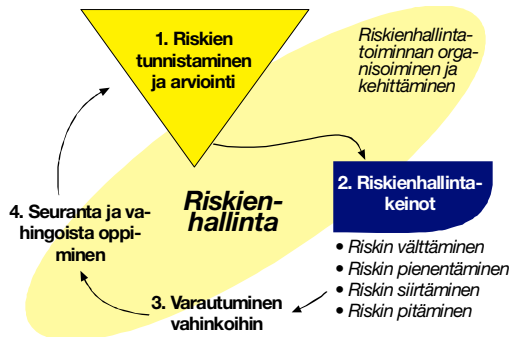 1. Riskien
tunnistaminen
ja arviointi
Riskienhallinta-
toiminnan orga-
nisoiminen ja
kehittäminen
2. Riskienhallinta-
keinot
• Riskin välttäminen
• Riskin pienentäminen
• Riskin siirtäminen
• Riskin pitäminen
3. Varautuminen
vahinkoihin
4. Seuranta ja va-
hingoista oppi-
minen
Riskien-
hallinta